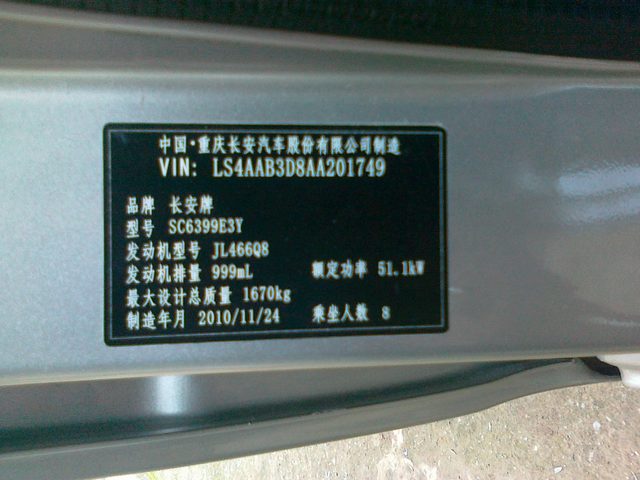 中国·重庆长安汽车股份有限公司制造
VIN: LS4AAB3D8AA201749
品牌 长安牌
型号 SC6399E3Y
发动机型号 JL466Q8
发动机排量 999mL 额定功率 51.1kW
最大设计总质量 1670kg
制造年月 2010/11/24 乘坐人数 8